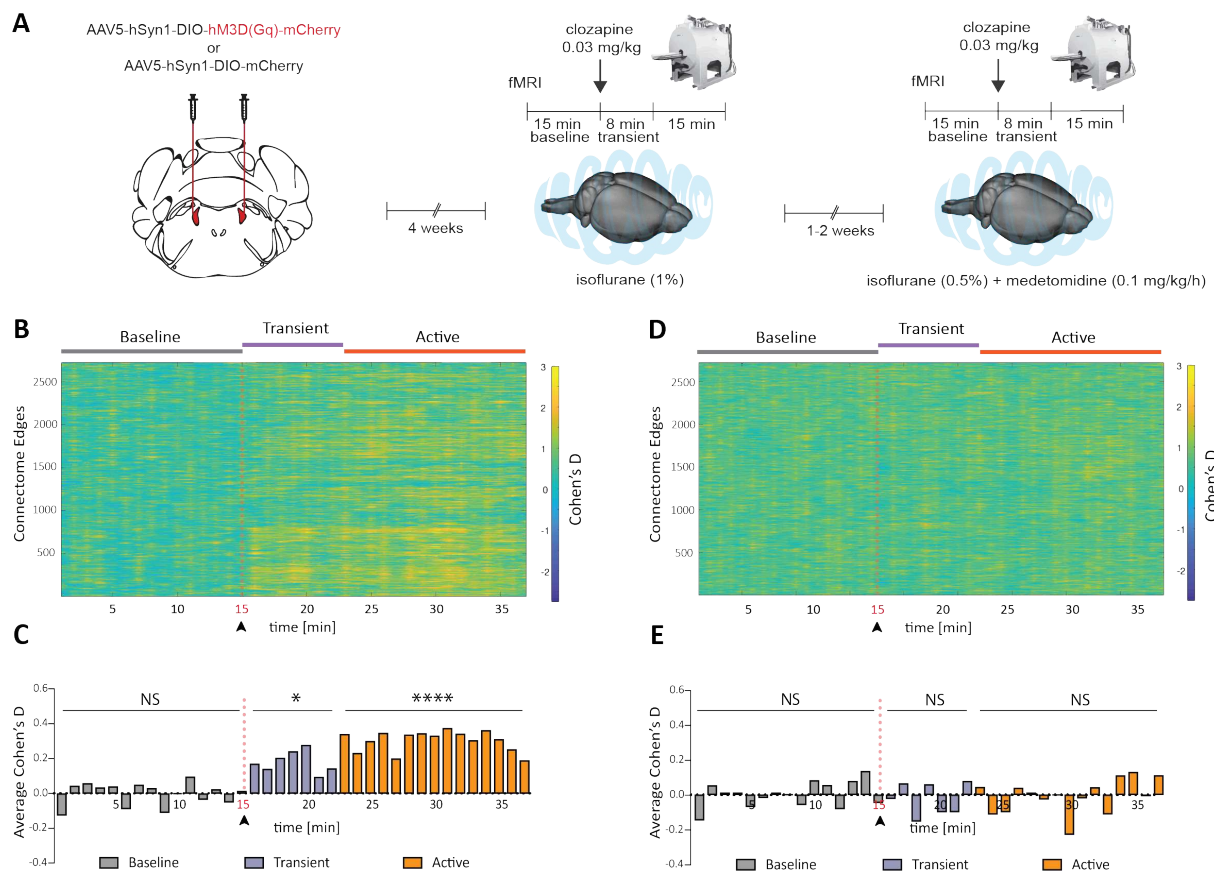 A
AAV5-hSyn1-DIO-hM3D(Gq)-mCherry
or
AAV5-hSyn1-DIO-mCherry
4 weeks
clozapine
0.03 mg/kg
fMRI
15 min
8 min
15 min
baseline
transient
isoflurane (1%)
1-2 weeks
clozapine
0.03 mg/kg
fMRI
15 min
8 min
15 min
baseline
transient
isoflurane (0.5%) + medetomidine (0.1 mg/kg/h)
B
Baseline
Transient
Active
Connectome Edges
2500
2000
1500
1000
500
5
10
15
20
25
30
35
time [min]
3
2
1
0
-1
-2
Cohen's D
D
Baseline
Transient
Active
Connectome Edges
2500
2000
1500
1000
500
5
10
15
20
25
30
35
time [min]
3
2
1
0
-1
-2
Cohen's D
C
Average Cohen's D
0.6
0.4
0.2
0.0
-0.2
-0.4
NS
*
****
5
10
15
20
25
30
35
time [min]
Baseline
Transient
Active
E
Average Cohen's D
0.6
0.4
0.2
0.0
-0.2
-0.4
NS
NS
NS
5
10
15
20
25
30
35
time [min]
Baseline
Transient
Active